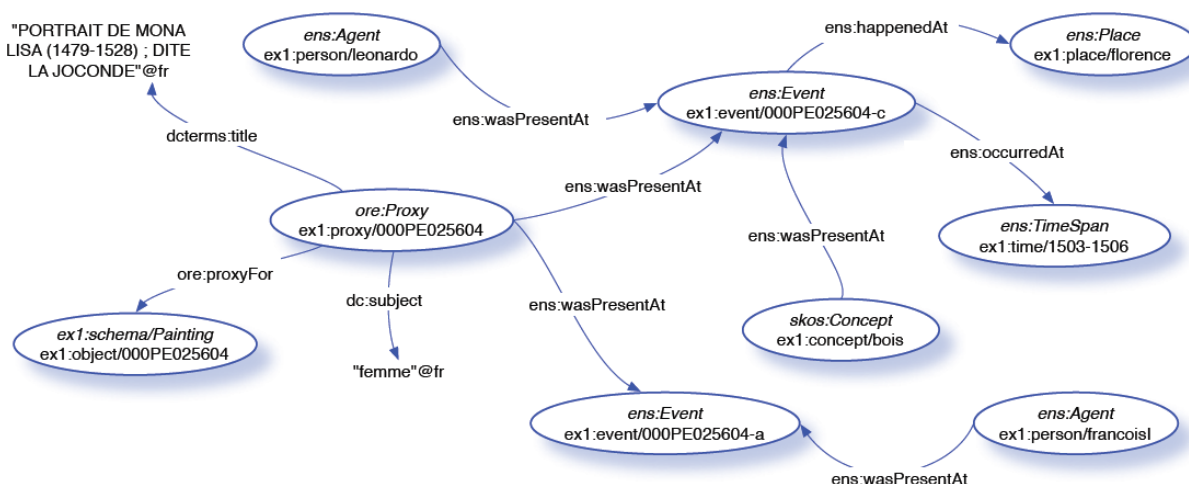 "PORTRAIT DE MONA
LISA (1479-1528) ; DITE
LA JOCONDE"@fr
ens:Agent
ex1:person/leonardo
ens:happenedAt
ens:Place
ex1:place/florence
ens:Event
ex1:event/000PE025604-c
ens:wasPresentAt
dcterms:title
ens:occurredAt
ens:wasPresentAt
ore:Proxy
ex1:proxy/000PE025604
ens:TimeSpan
ex1:time/1503-1506
ens:wasPresentAt
ore:proxyFor
dc:subject
ens:wasPresentAt
ex1:schema/Painting
ex1:object/000PE025604
skos:Concept
ex1:concept/bois
"femme"@fr
ens:Event
ex1:event/000PE025604-a
ens:Agent
ex1:person/francoisI
ens:wasPresentAt